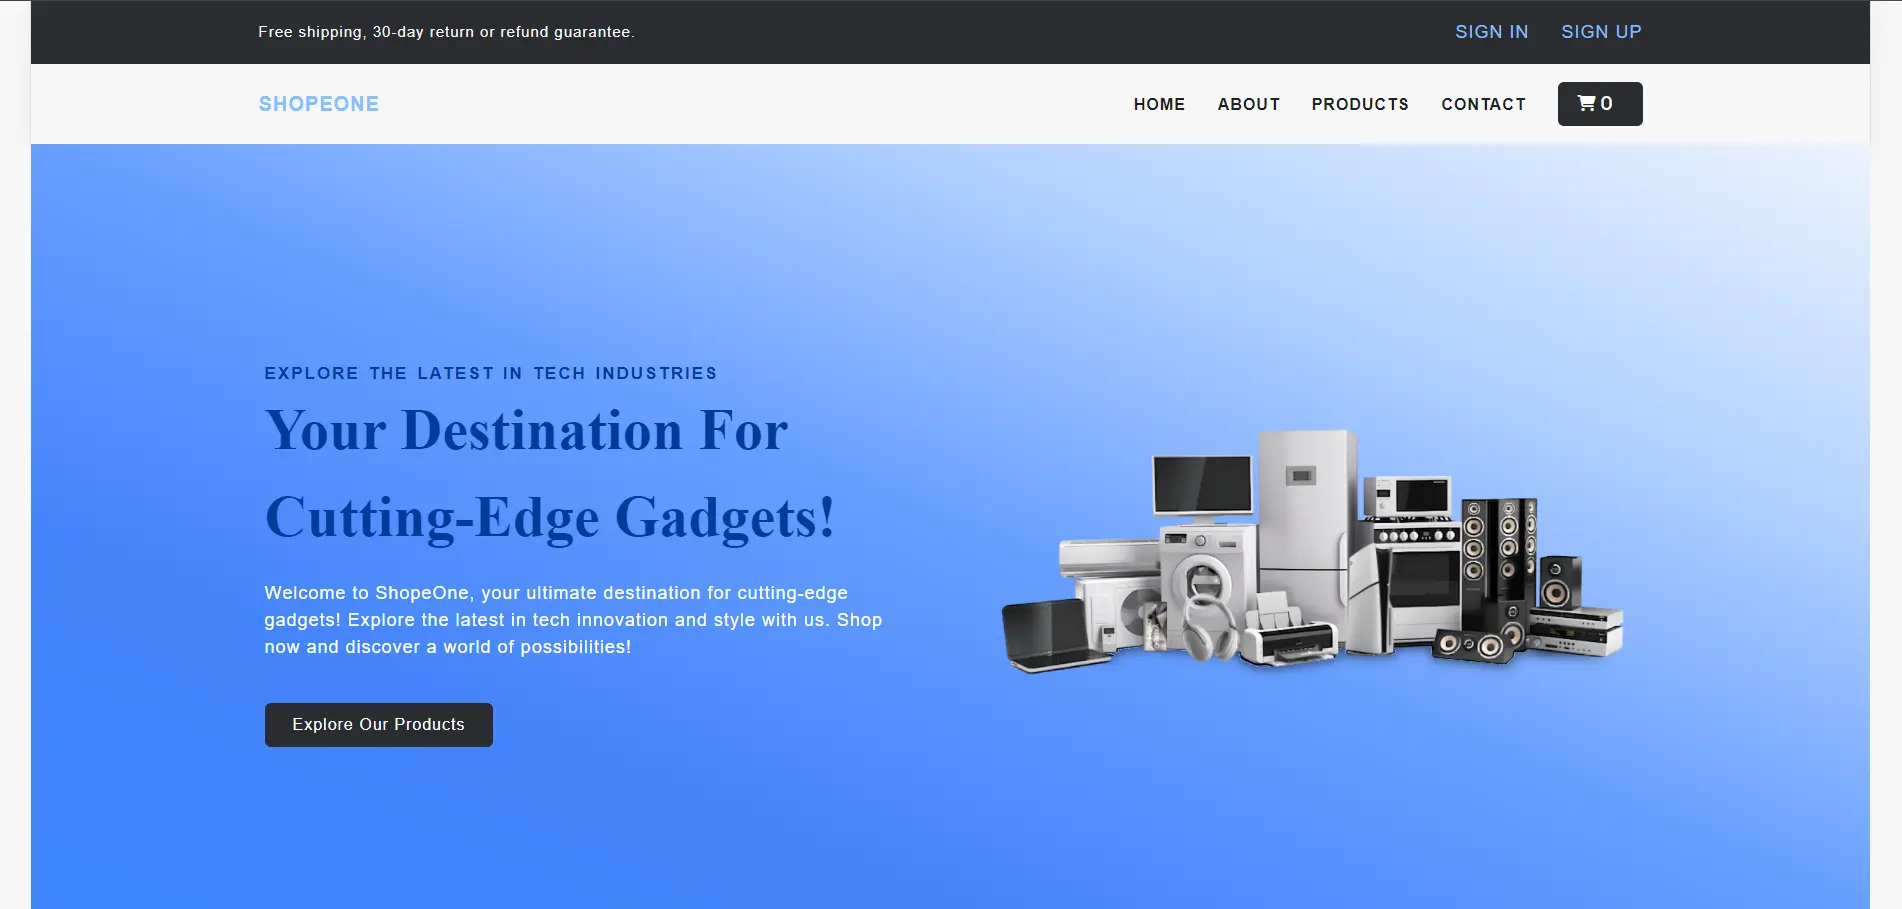 Free shipping, 30-day return or refund guarantee.
SIGN IN
SIGN UP
SHOPEONE
HOME
ABOUT
PRODUCTS
CONTACT
0
EXPLORE THE LATEST IN TECH INDUSTRIES
Your Destination For
Cutting-Edge Gadgets!
Welcome to ShopeOne, your ultimate destination for cutting-edge
gadgets! Explore the latest in tech innovation and style with us. Shop
now and discover a world of possibilities!
Explore Our Products